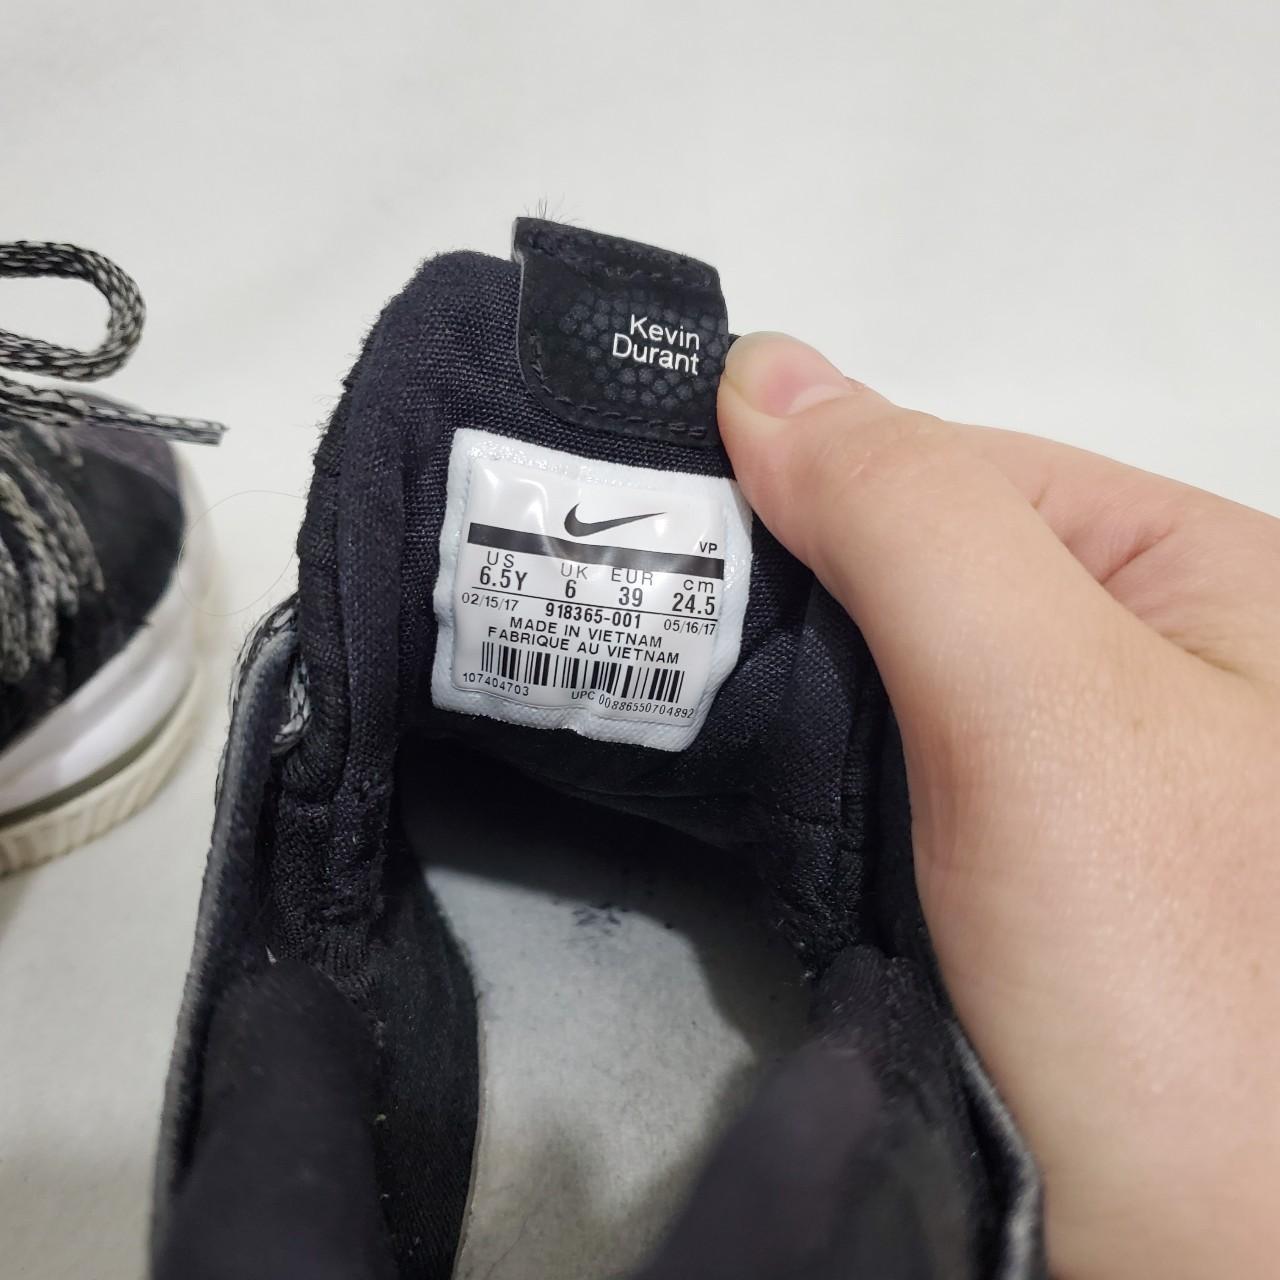 Kevin
Durant
VP
US UK EUR cm
6.5Y 6 39 24.5
02/15/17 918365-001 05/16/17
MADE IN VIETNAM
FABRIQUE AU VIETNAM
107404703 UPC 00886550704892